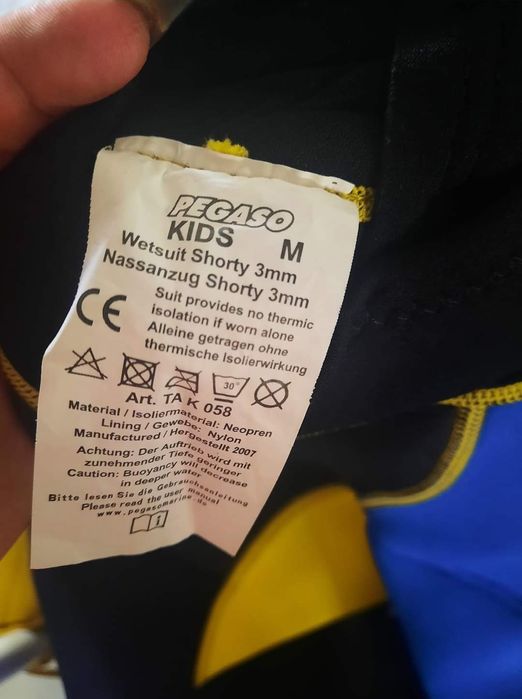 PEGASO
KIDS M
Wetsuit Shorty 3mm
Nassanzug Shorty 3mm
CE
Suit provides no thermic
isolation if worn alone
Alleine getragen ohne
thermische Isolierwirkung
30°
Art. TA K 058
Material / Isoliermaterial: Neopren
Lining / Gewebe: Nylon
Manufactured / Hergestellt 2007
Achtung: Der Auftrieb wird mit
zunehmender Tiefe geringer
Caution: Buoyancy will decrease
in deeper water
Bitte lesen Sie die Gebrauchsanleitung
Please read the user manual
www.pegasomarine.de
i